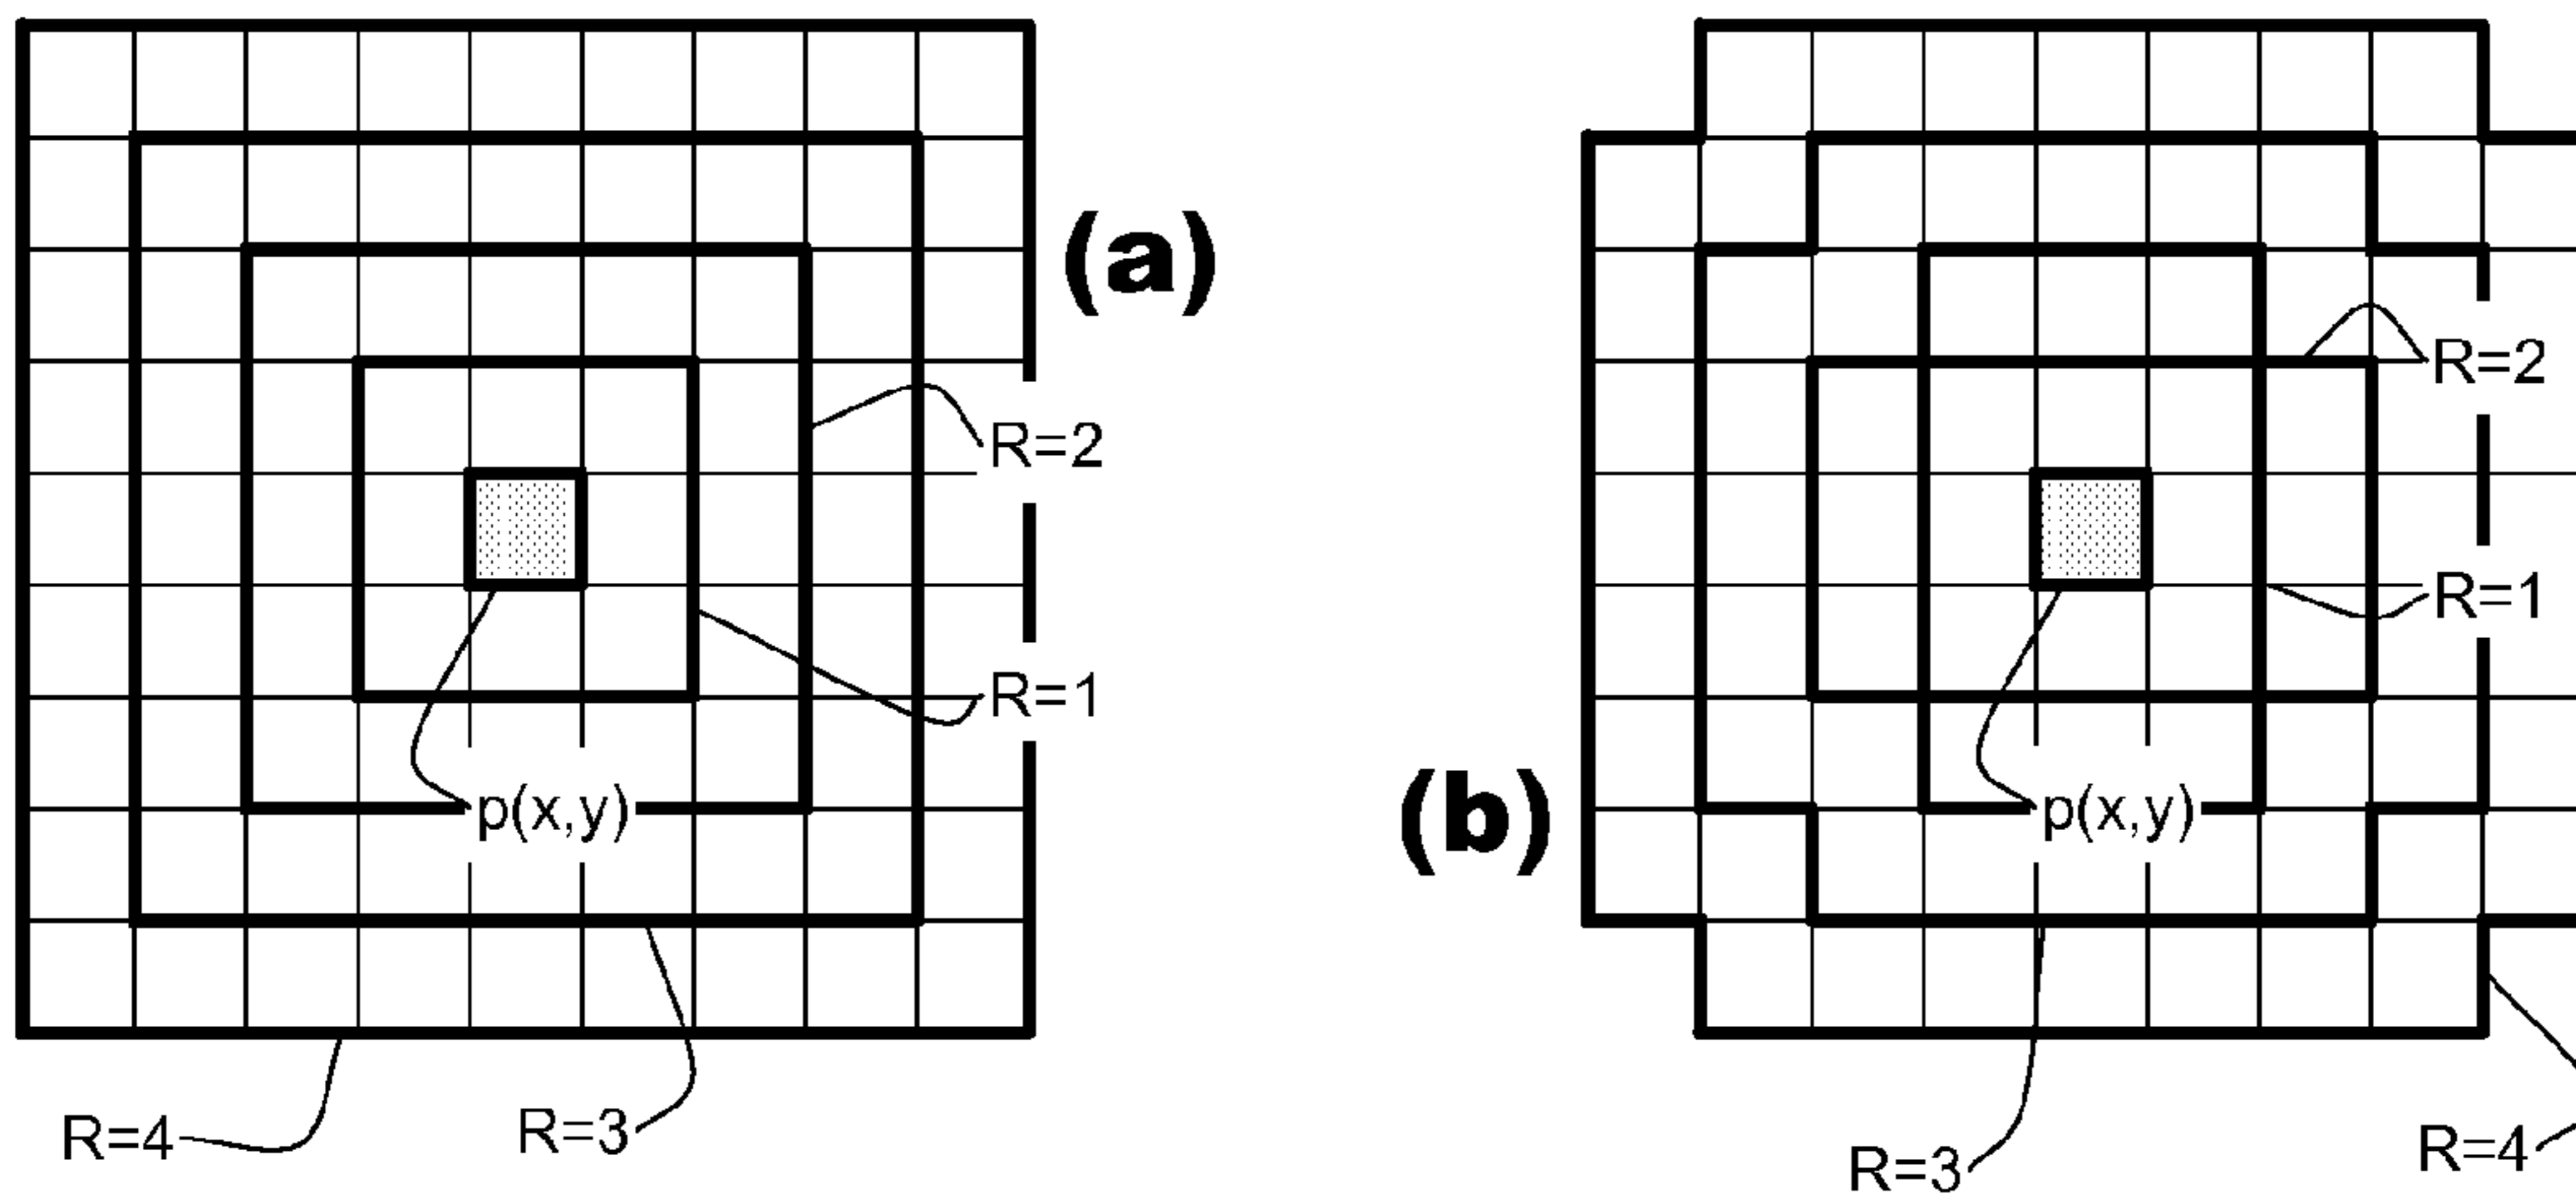 (a)
R=2
R=1
p(x,y)
R=4
R=3
R=2
R=1
(b)
p(x,y)
R=3
R=4